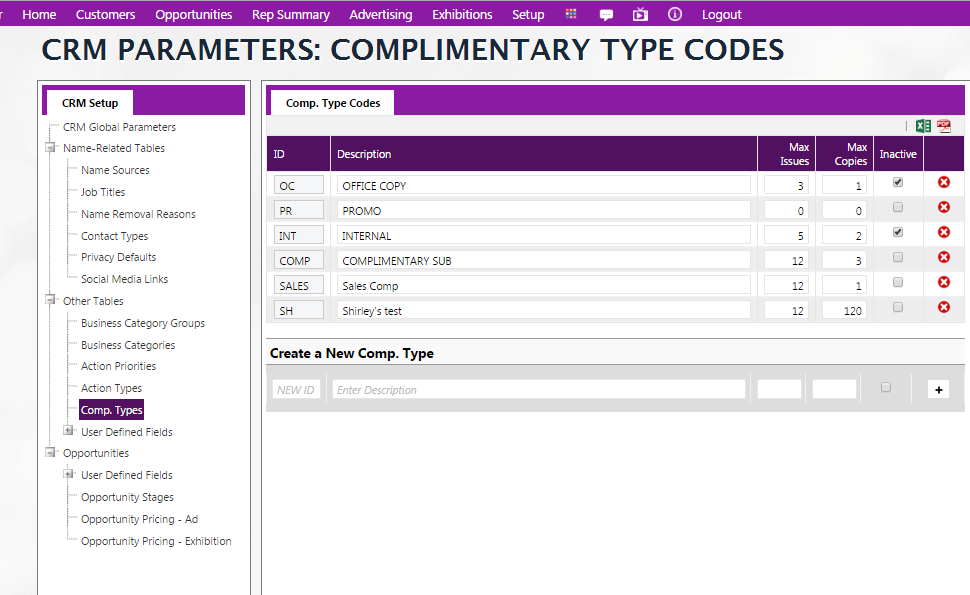 Home Customers Opportunities Rep Summary Advertising Exhibitions Setup Logout
CRM PARAMETERS: COMPLIMENTARY TYPE CODES
CRM Setup
CRM Global Parameters
Name-Related Tables
Name Sources
Job Titles
Name Removal Reasons
Contact Types
Privacy Defaults
Social Media Links
Other Tables
Business Category Groups
Business Categories
Action Priorities
Action Types
Comp. Types
User Defined Fields
Opportunities
User Defined Fields
Opportunity Stages
Opportunity Pricing - Ad
Opportunity Pricing - Exhibition
Comp. Type Codes
ID Description Max Issues Max Copies Inactive
OC OFFICE COPY 3 1
PR PROMO 0 0
INT INTERNAL 5 2
COMP COMPLIMENTARY SUB 12 3
SALES Sales Comp 12 1
SH Shirley's test 12 120
Create a New Comp. Type
NEW ID Enter Description +